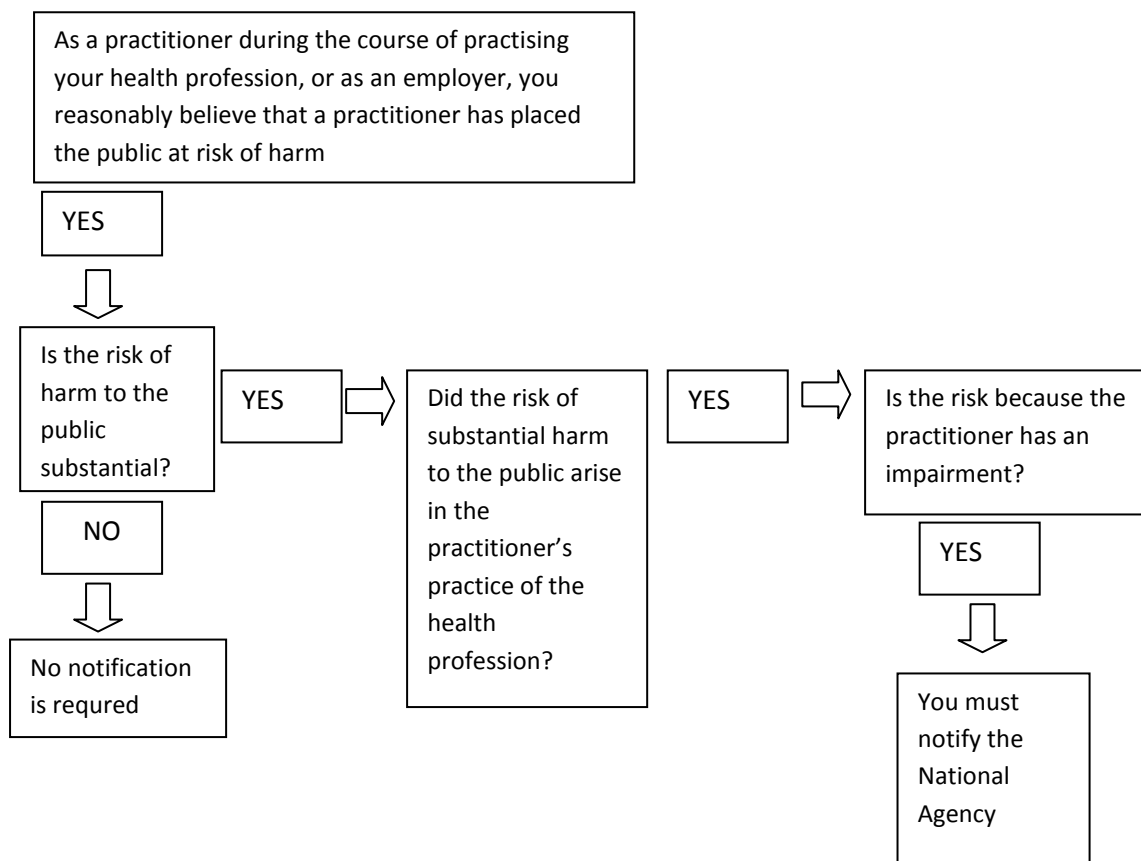 As a practitioner during the course of practising
your health profession, or as an employer, you
reasonably believe that a practitioner has placed
the public at risk of harm
YES
Is the risk of
harm to the
public
substantial?
YES
Did the risk of
substantial harm
to the public arise
in the
practitioner’s
practice of the
health
profession?
YES
Is the risk because the
practitioner has an
impairment?
NO
YES
No notification
is requred
You must
notify the
National
Agency